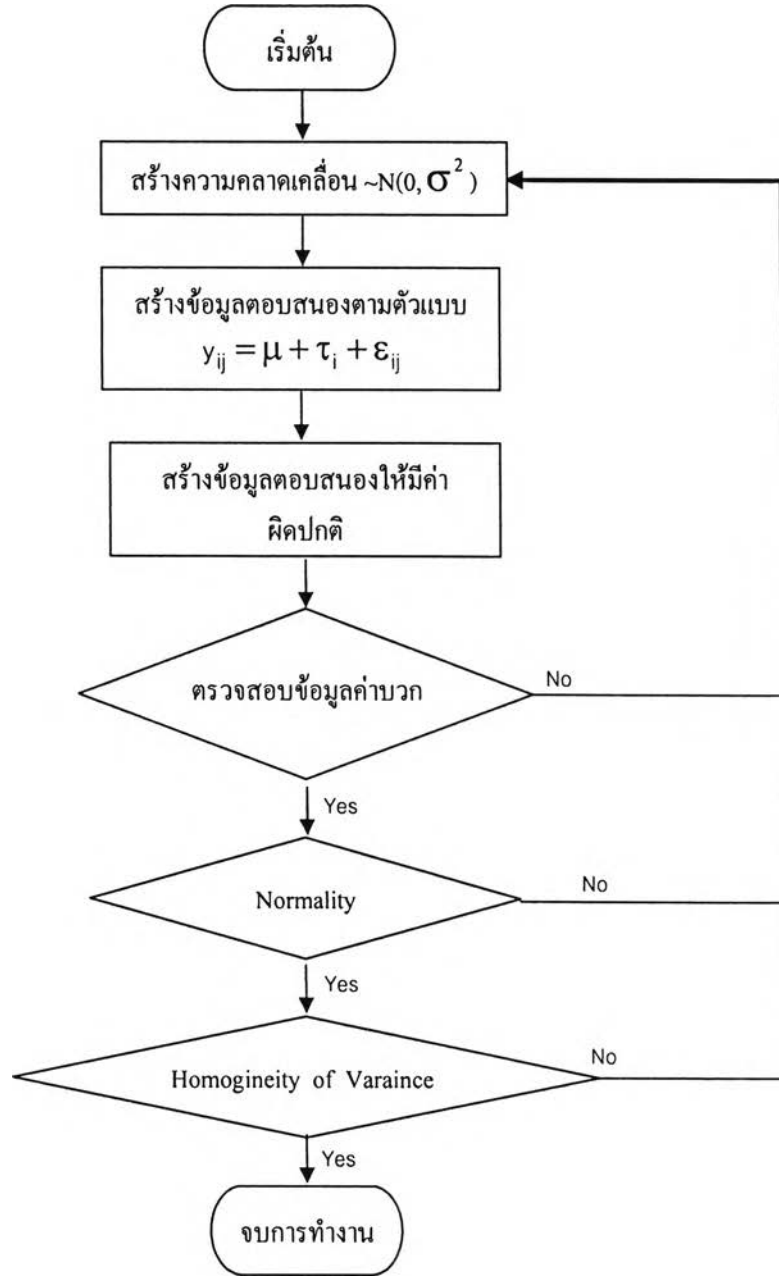 เริ่มต้น
สร้างความคลาดเคลื่อน ~N(0, σ²)
สร้างข้อมูลตอบสนองตามตัวแบบ
yᵢⱼ = μ + τᵢ + εᵢⱼ
สร้างข้อมูลตอบสนองให้มีค่า
ผิดปกติ
ตรวจสอบข้อมูลค่าบวก
No
Yes
Normality
No
Yes
Homogineity of Varaince
No
Yes
จบการทำงาน